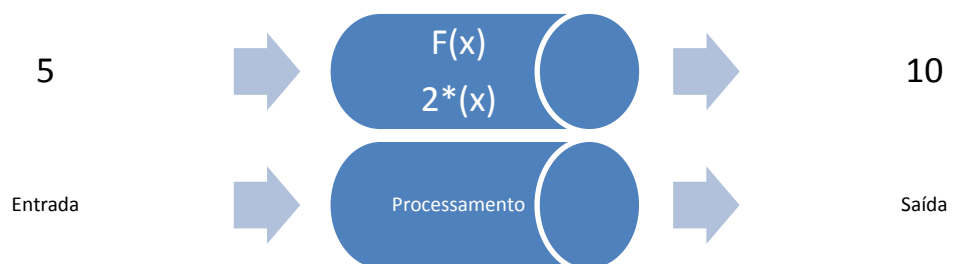 5
F(x)
2*(x)
10
Entrada
Processamento
Saída